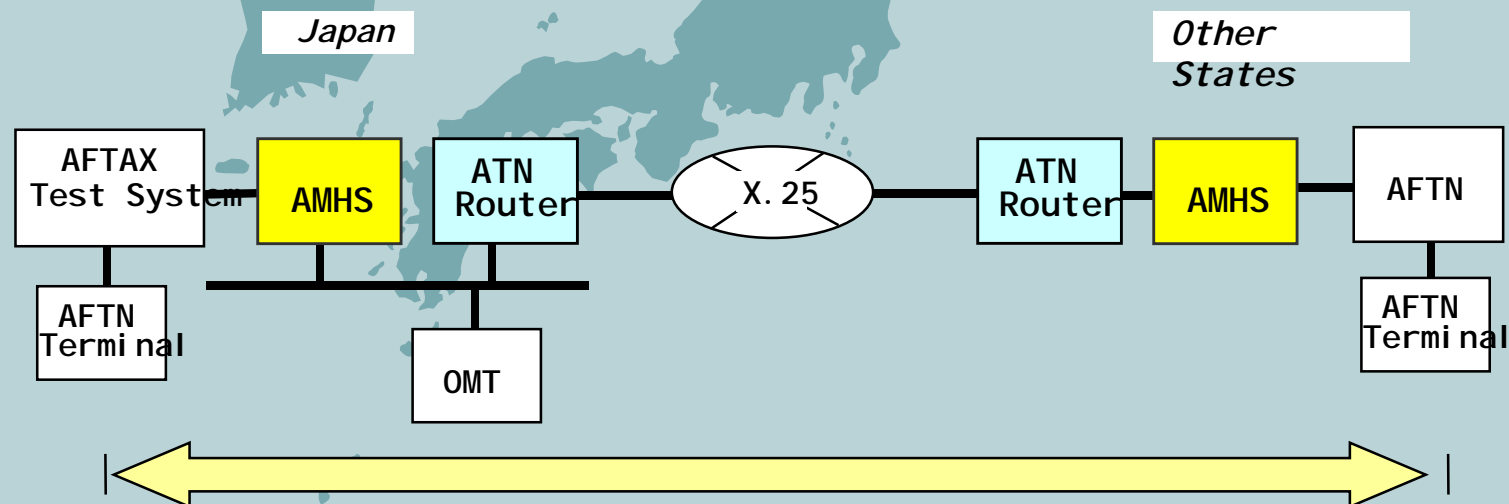 Japan
Other
States
AFTAX
Test System
AMHS
ATN
Router
X.25
ATN
Router
AMHS
AFTN
AFTN
Terminal
OMT
AFTN
Terminal